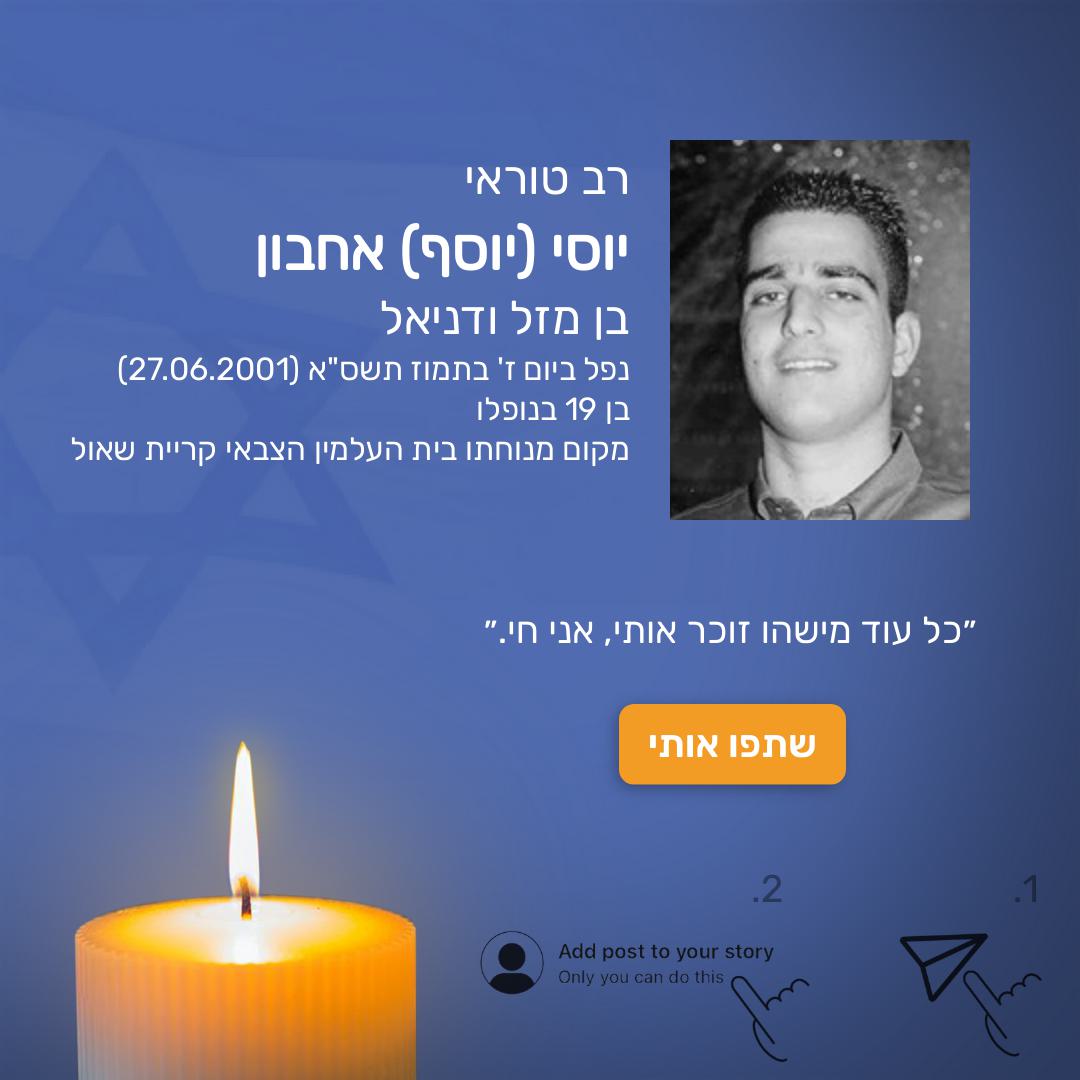 רב טוראי
יוסי (יוסף) אחבון
בן מזל ודניאל
נפל ביום ז' בתמוז תשס"א (27.06.2001)
בן 19 בנופלו
מקום מנוחתו בית העלמין הצבאי קריית שאול
״כל עוד מישהו זוכר אותי, אני חי.״
שתפו אותי
1.
2.
Add post to your story
Only you can do this